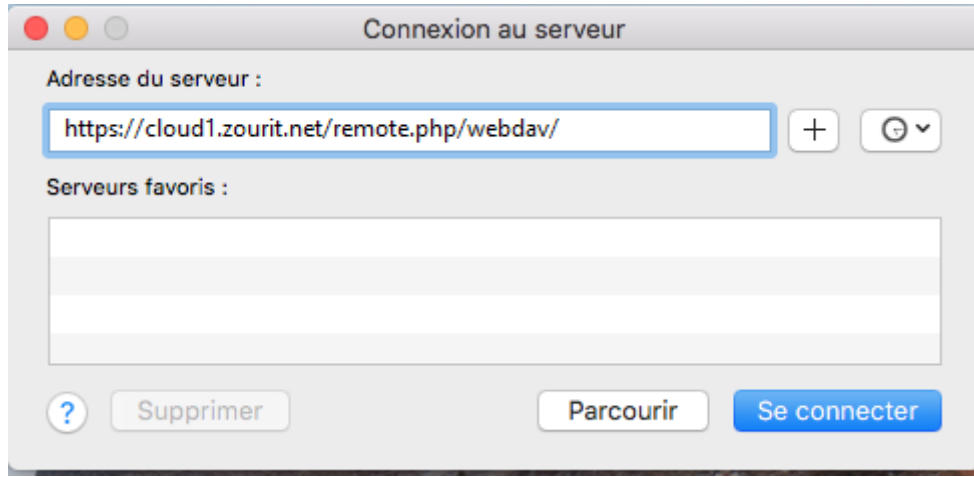 Connexion au serveur
Adresse du serveur :
https://cloud1.zourit.net/remote.php/webdav/
Serveurs favoris :
?
Supprimer
Parcourir
Se connecter